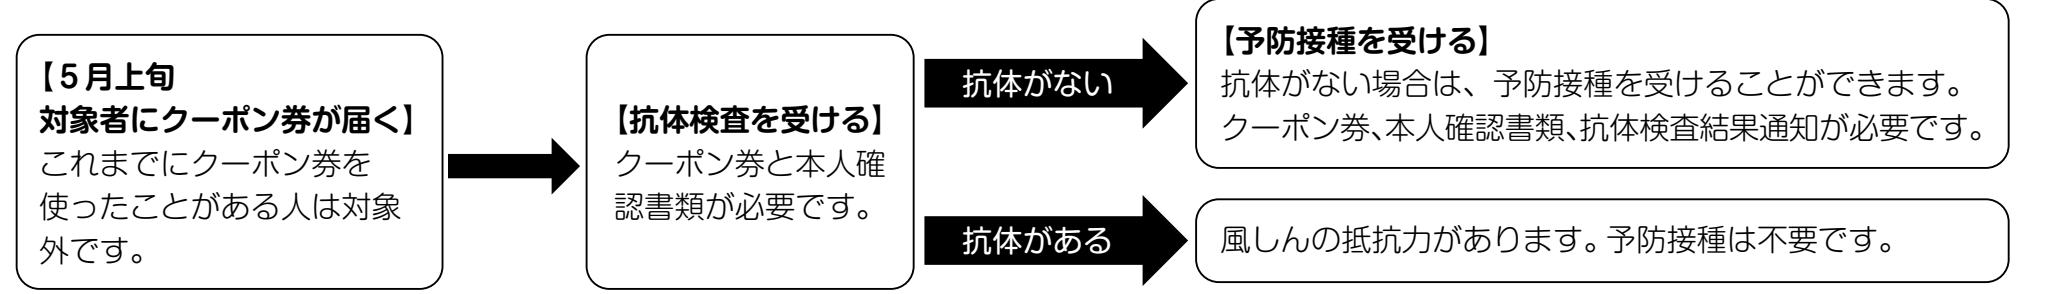 【５月上旬
対象者にクーポン券が届く】
これまでにクーポン券を
使ったことがある人は対象
外です。
【抗体検査を受ける】
クーポン券と本人確
認書類が必要です。
抗体がない
【予防接種を受ける】
抗体がない場合は、予防接種を受けることができます。
クーポン券、本人確認書類、抗体検査結果通知が必要です。
抗体がある
風しんの抵抗力があります。予防接種は不要です。